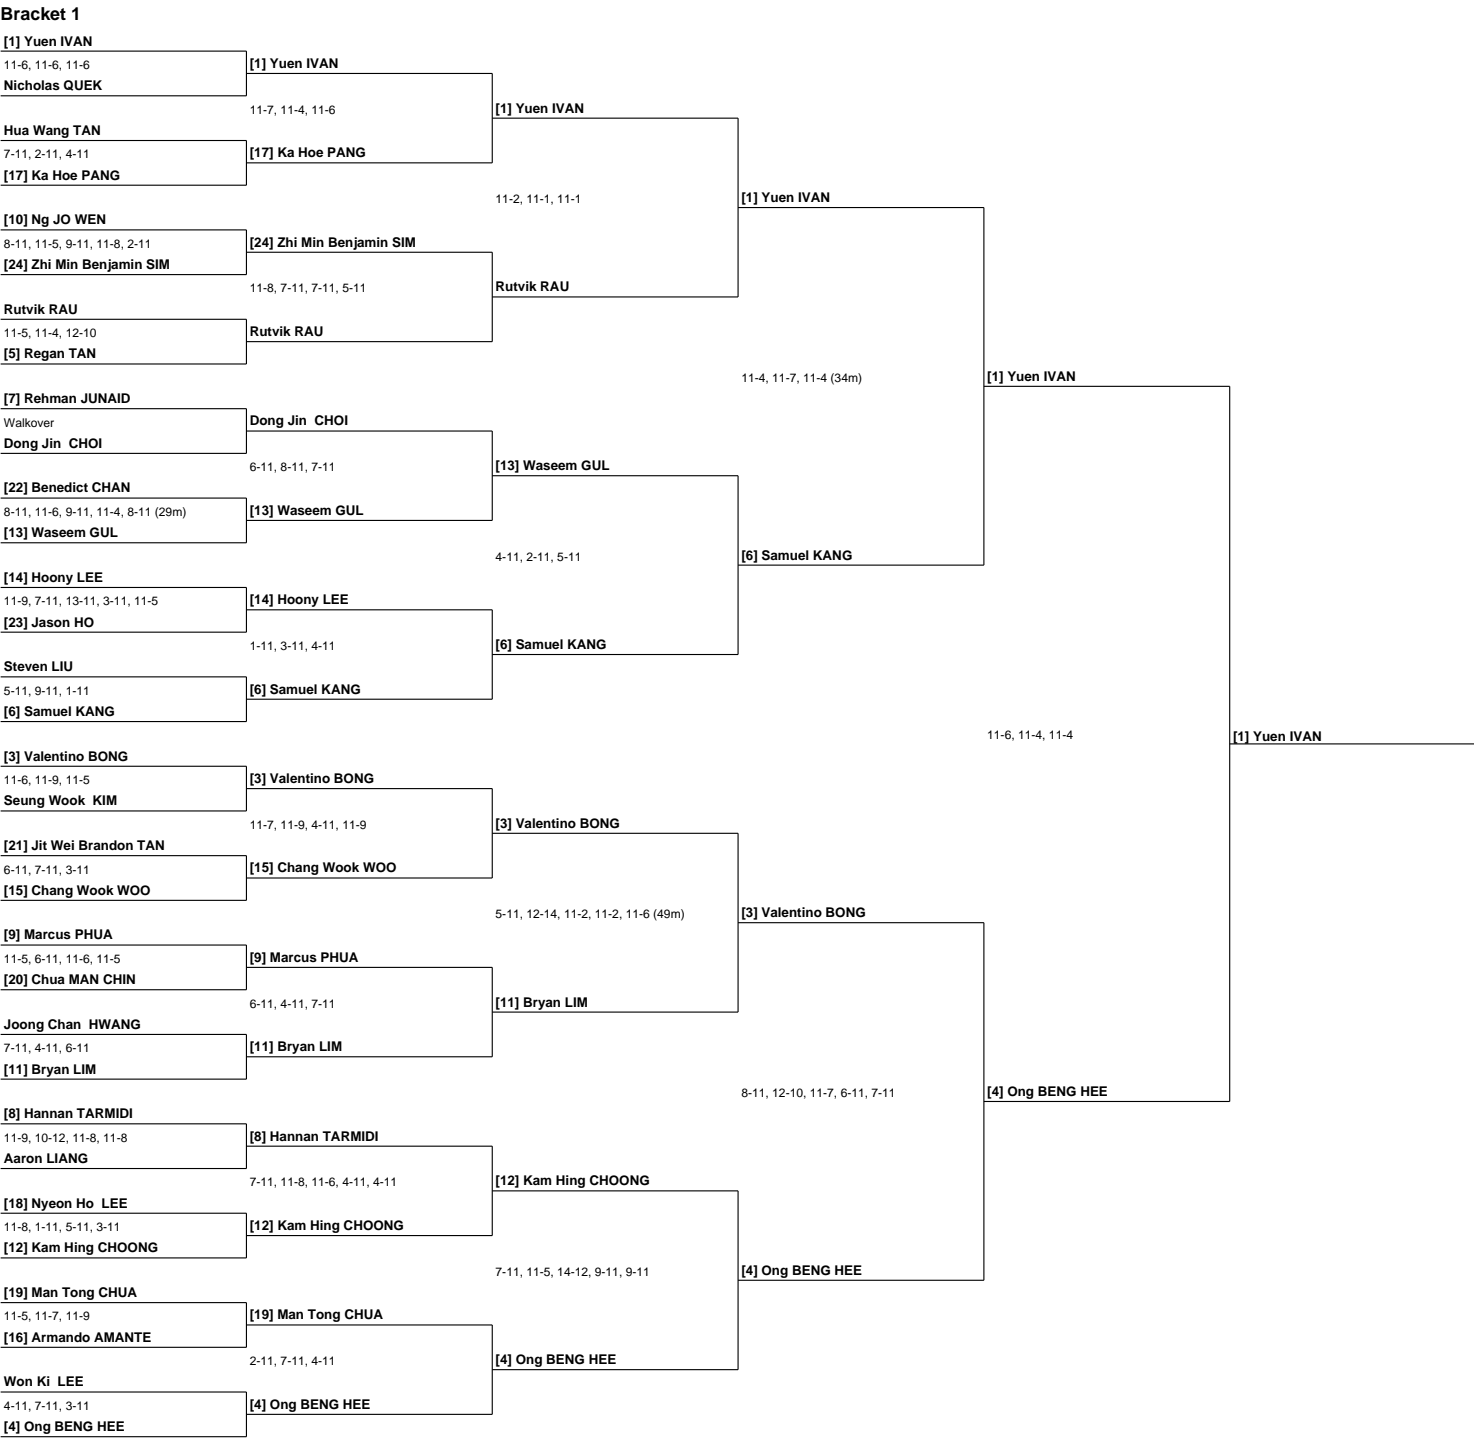 Bracket 1
[1] Yuen IVAN
11-6, 11-6, 11-6
Nicholas QUEK
Hua Wang TAN
7-11, 2-11, 4-11
[17] Ka Hoe PANG
[10] Ng JO WEN
8-11, 11-5, 9-11, 11-8, 2-11
[24] Zhi Min Benjamin SIM
Rutvik RAU
11-5, 11-4, 12-10
[5] Regan TAN
[7] Rehman JUNAID
Walkover
Dong Jin  CHOI
[22] Benedict CHAN
8-11, 11-6, 9-11, 11-4, 8-11 (29m)
[13] Waseem GUL
[14] Hoony LEE
11-9, 7-11, 13-11, 3-11, 11-5
[23] Jason HO
Steven LIU
5-11, 9-11, 1-11
[6] Samuel KANG
[3] Valentino BONG
11-6, 11-9, 11-5
Seung Wook  KIM
[21] Jit Wei Brandon TAN
6-11, 7-11, 3-11
[15] Chang Wook WOO
[9] Marcus PHUA
11-5, 6-11, 11-6, 11-5
[20] Chua MAN CHIN
Joong Chan  HWANG
7-11, 4-11, 6-11
[11] Bryan LIM
[8] Hannan TARMIDI
11-9, 10-12, 11-8, 11-8
Aaron LIANG
[18] Nyeon Ho  LEE
11-8, 1-11, 5-11, 3-11
[12] Kam Hing CHOONG
[19] Man Tong CHUA
11-5, 11-7, 11-9
[16] Armando AMANTE
Won Ki  LEE
4-11, 7-11, 3-11
[4] Ong BENG HEE
[1] Yuen IVAN
11-7, 11-4, 11-6
[17] Ka Hoe PANG
[24] Zhi Min Benjamin SIM
11-8, 7-11, 7-11, 5-11
Rutvik RAU
Dong Jin  CHOI
6-11, 8-11, 7-11
[13] Waseem GUL
[14] Hoony LEE
1-11, 3-11, 4-11
[6] Samuel KANG
[3] Valentino BONG
11-7, 11-9, 4-11, 11-9
[15] Chang Wook WOO
[9] Marcus PHUA
6-11, 4-11, 7-11
[11] Bryan LIM
[8] Hannan TARMIDI
7-11, 11-8, 11-6, 4-11, 4-11
[12] Kam Hing CHOONG
[19] Man Tong CHUA
2-11, 7-11, 4-11
[4] Ong BENG HEE
[1] Yuen IVAN
11-2, 11-1, 11-1
Rutvik RAU
[13] Waseem GUL
4-11, 2-11, 5-11
[6] Samuel KANG
[3] Valentino BONG
5-11, 12-14, 11-2, 11-2, 11-6 (49m)
[11] Bryan LIM
[12] Kam Hing CHOONG
7-11, 11-5, 14-12, 9-11, 9-11
[4] Ong BENG HEE
[1] Yuen IVAN
11-4, 11-7, 11-4 (34m)
[6] Samuel KANG
[3] Valentino BONG
8-11, 12-10, 11-7, 6-11, 7-11
[4] Ong BENG HEE
[1] Yuen IVAN
11-6, 11-4, 11-4
[4] Ong BENG HEE
[1] Yuen IVAN